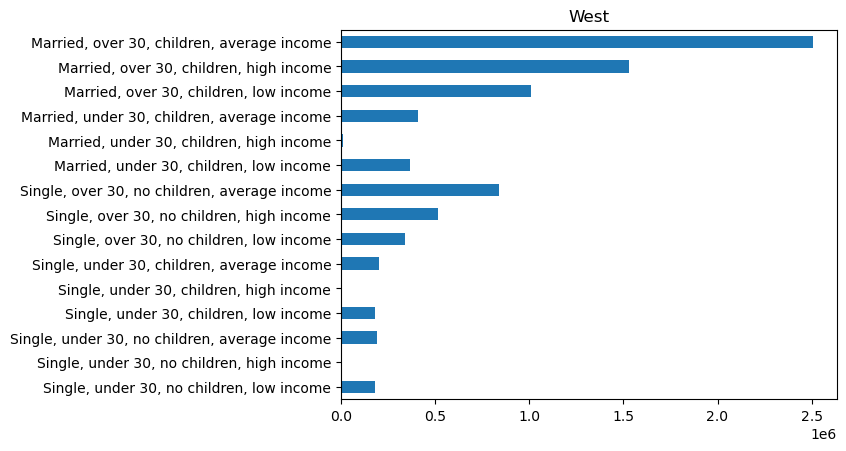 West
Married, over 30, children, average income
Married, over 30, children, high income
Married, over 30, children, low income
Married, under 30, children, average income
Married, under 30, children, high income
Married, under 30, children, low income
Single, over 30, no children, average income
Single, over 30, no children, high income
Single, over 30, no children, low income
Single, under 30, children, average income
Single, under 30, children, high income
Single, under 30, children, low income
Single, under 30, no children, average income
Single, under 30, no children, high income
Single, under 30, no children, low income
0.0 0.5 1.0 1.5 2.0 2.5
1e6